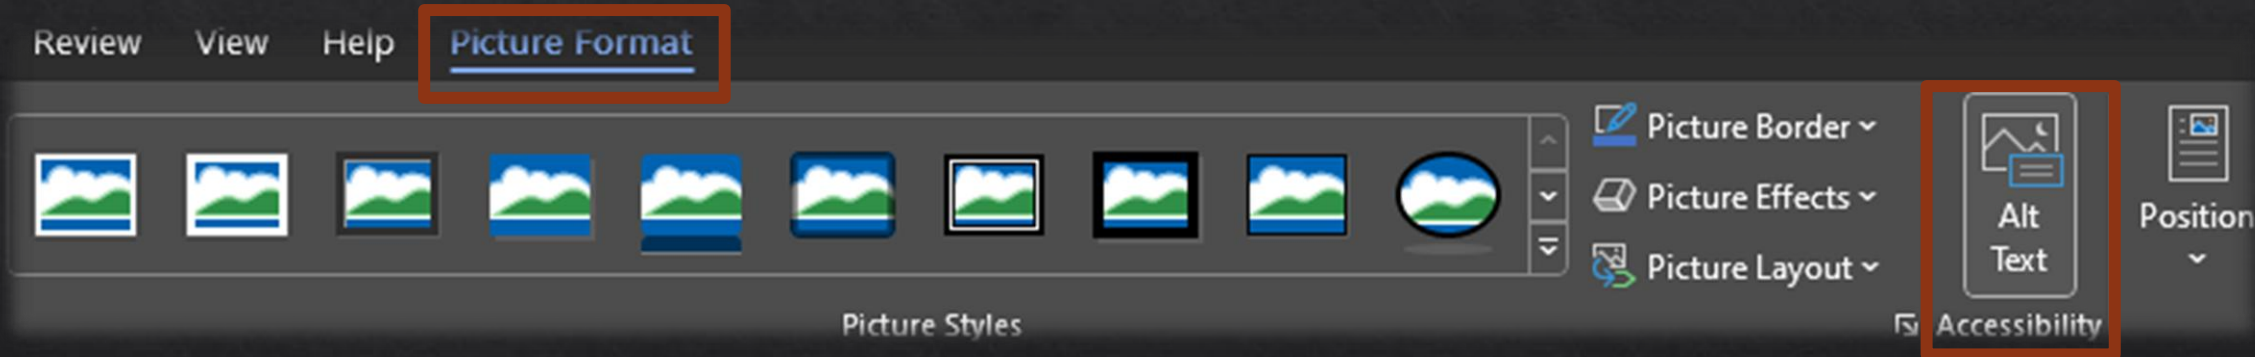 Review View Help Picture Format
Picture Border
Picture Effects
Picture Layout
Alt
Text
Position
Picture Styles
Accessibility